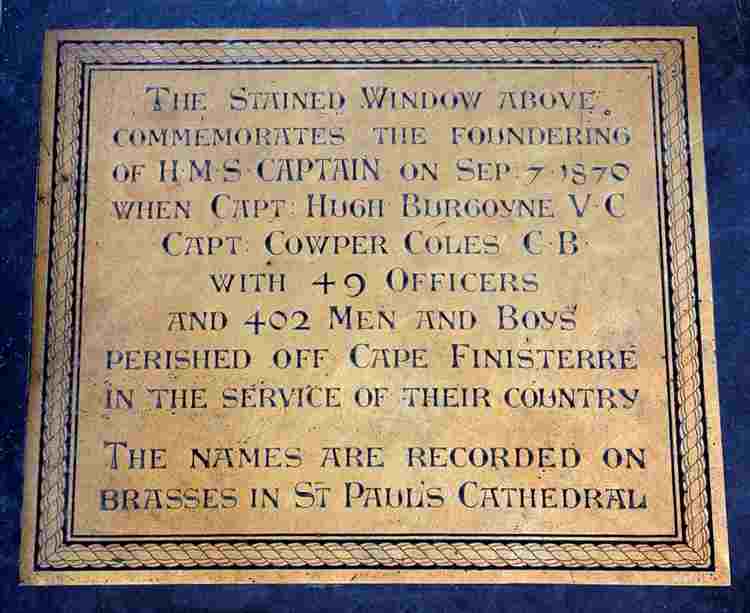 THE STAINED WINDOW ABOVE
COMMEMORATES THE FOUNDERING
OF H·M·S·CAPTAIN ON SEP. 7·1870
WHEN CAPT: HUGH BURGOYNE V·C
CAPT: COWPER COLES C·B·
WITH 49 OFFICERS
AND 402 MEN AND BOYS
PERISHED OFF CAPE FINISTERRE
IN THE SERVICE OF THEIR COUNTRY
THE NAMES ARE RECORDED ON
BRASSES IN ST PAUL'S CATHEDRAL